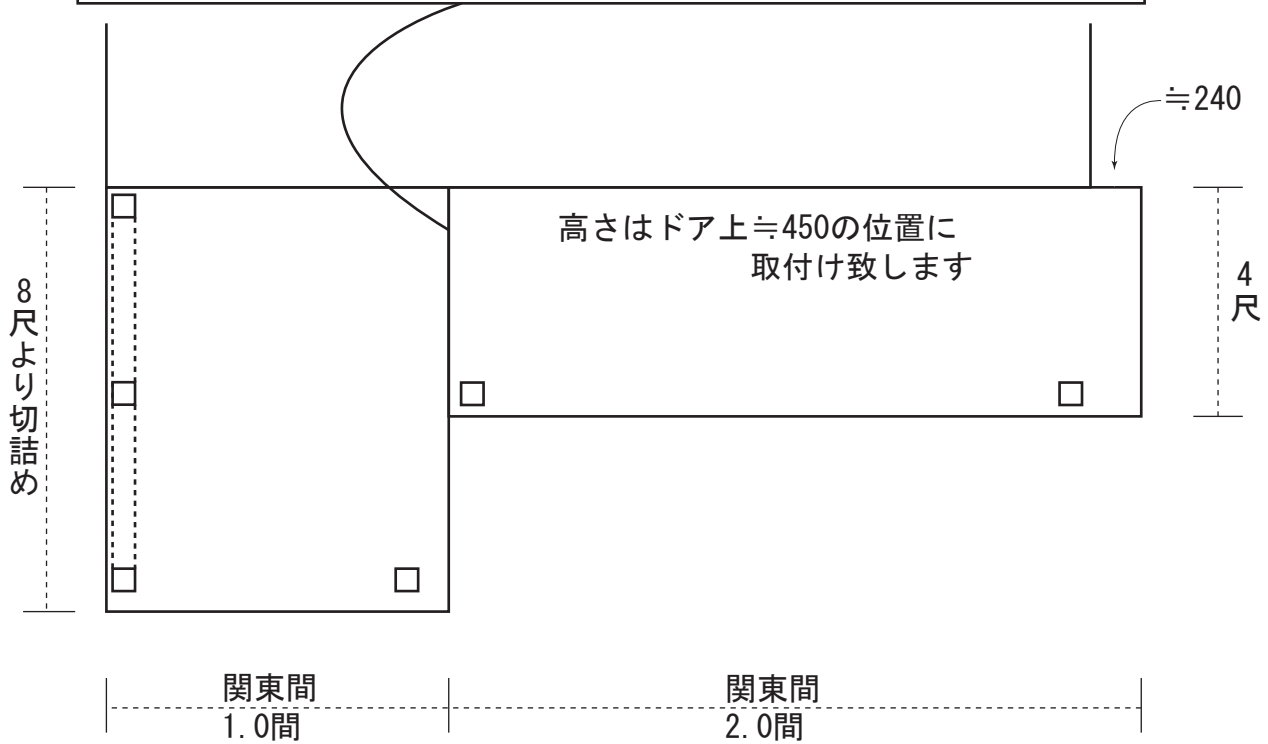 ≒240
高さはドア上≒450の位置に
取付け致します
8尺より切詰め
4尺
関東間
1.0間
関東間
2.0間